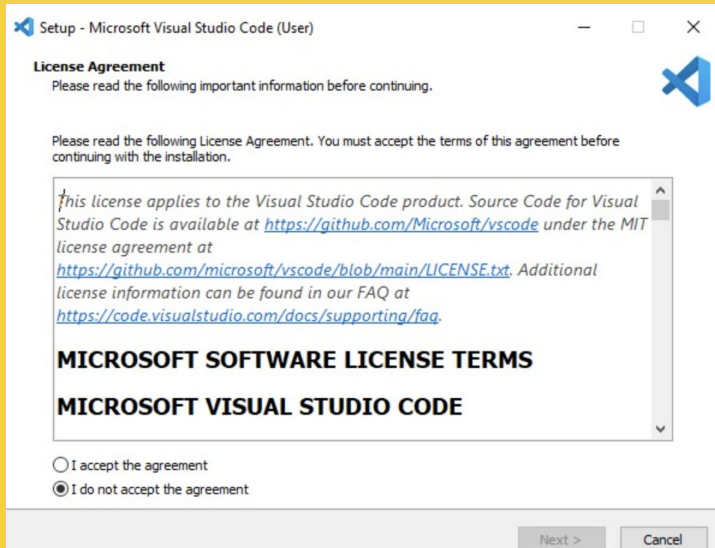 Setup - Microsoft Visual Studio Code (User)
License Agreement
Please read the following important information before continuing.
Please read the following License Agreement. You must accept the terms of this agreement before
continuing with the installation.
This license applies to the Visual Studio Code product. Source Code for Visual
Studio Code is available at https://github.com/Microsoft/vscode under the MIT
license agreement at
https://github.com/microsoft/vscode/blob/main/LICENSE.txt. Additional
license information can be found in our FAQ at
https://code.visualstudio.com/docs/supporting/faq.
MICROSOFT SOFTWARE LICENSE TERMS
MICROSOFT VISUAL STUDIO CODE
I accept the agreement
I do not accept the agreement
Next >
Cancel